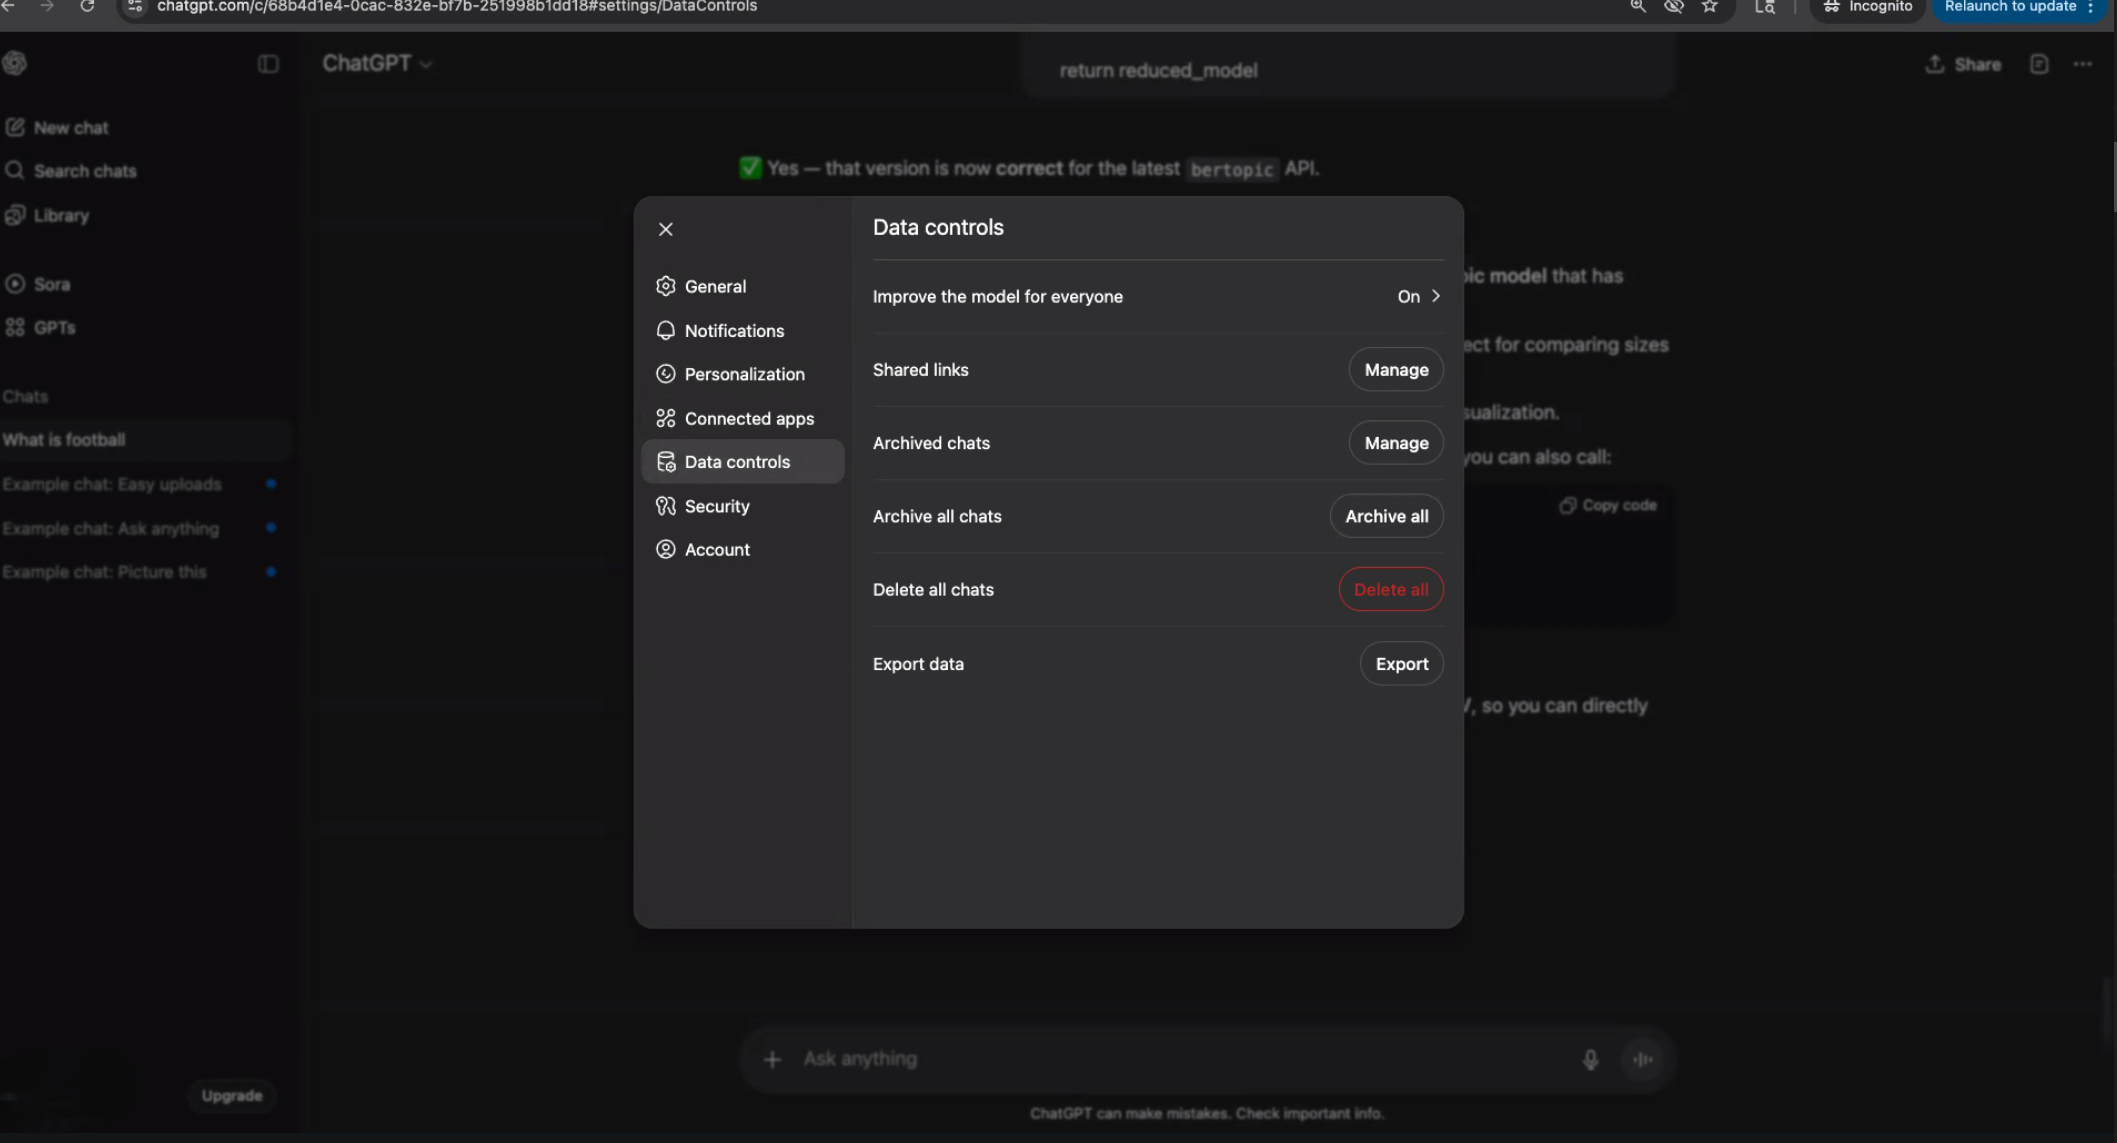 chatgpt.com/c/68b4d1e4-0cac-832e-bf7b-251998b1dd18#settings/DataControls
Incognito
Relaunch to update
ChatGPT
return reduced_model
Share
New chat
Search chats
Library
Sora
GPTs
Chats
What is football
Example chat: Easy uploads
Example chat: Ask anything
Example chat: Picture this
Upgrade
✅ Yes — that version is now correct for the latest bertopic API.
Data controls
General
Notifications
Personalization
Connected apps
Data controls
Security
Account
Improve the model for everyone
On
Shared links
Manage
Archived chats
Manage
Archive all chats
Archive all
Delete all chats
Delete all
Export data
Export
model that has
for comparing sizes
you can also call:
Copy code
so you can directly
Ask anything
ChatGPT can make mistakes. Check important info.